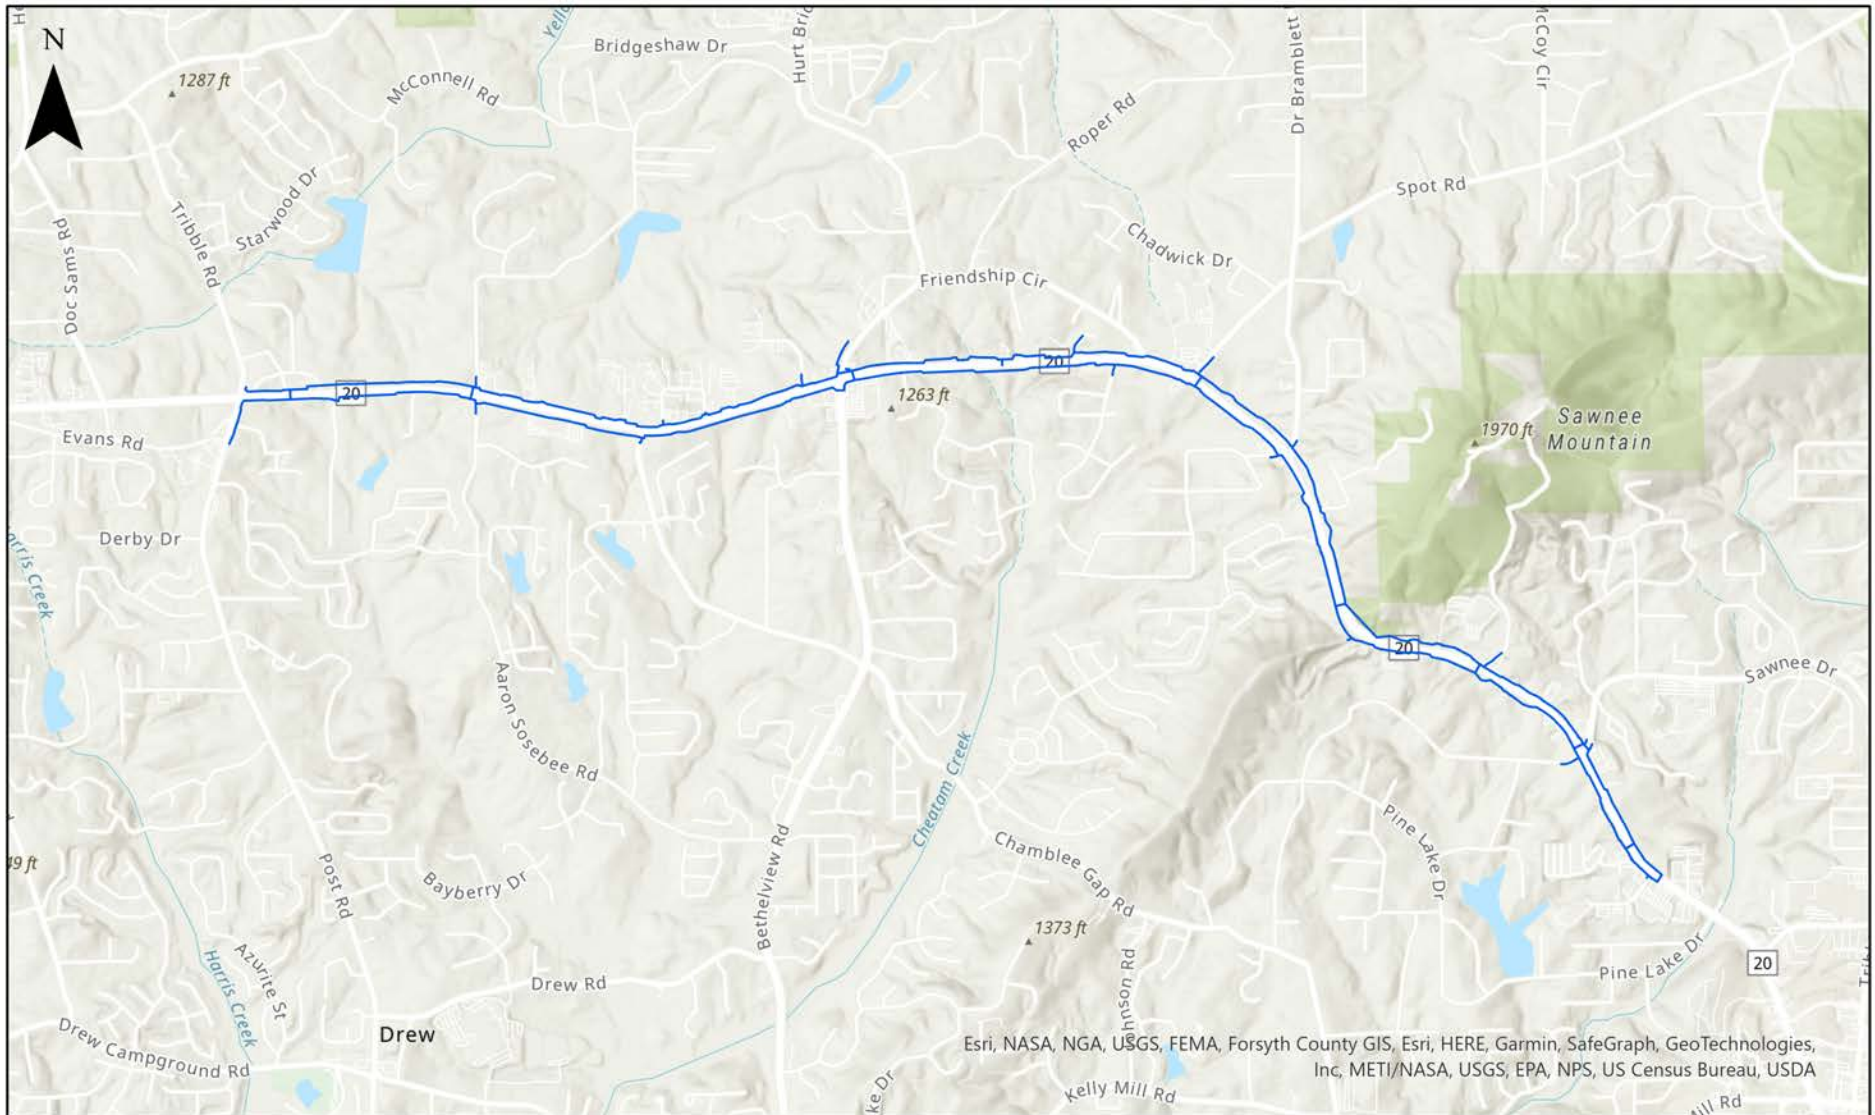 N
1287 ft
McConnell Rd
Bridgeshaw Dr
Roper Rd
Spot Rd
Starwood Dr
Tribble Rd
Doc Sams Rd
Chadwick Dr
Friendship Cir
20
20
1263 ft
Evans Rd
Sawnee
Mountain
1970 ft
Derby Dr
20
Sawnee Dr
Aaron Sosebee Rd
Cheatam Creek
Chamblee Gap Rd
Pine Lake Dr
Bethelview Rd
Post Rd
Bayberry Dr
1373 ft
Johnson Rd
Pine Lake Dr
20
Azurite St
Harris Creek
Drew Rd
Drew
Drew Campground Rd
Kelly Mill Rd
Dr Bramblett
Esri, NASA, NGA, USGS, FEMA, Forsyth County GIS, Esri, HERE, Garmin, SafeGraph, GeoTechnologies,
Inc, METI/NASA, USGS, EPA, NPS, US Census Bureau, USDA